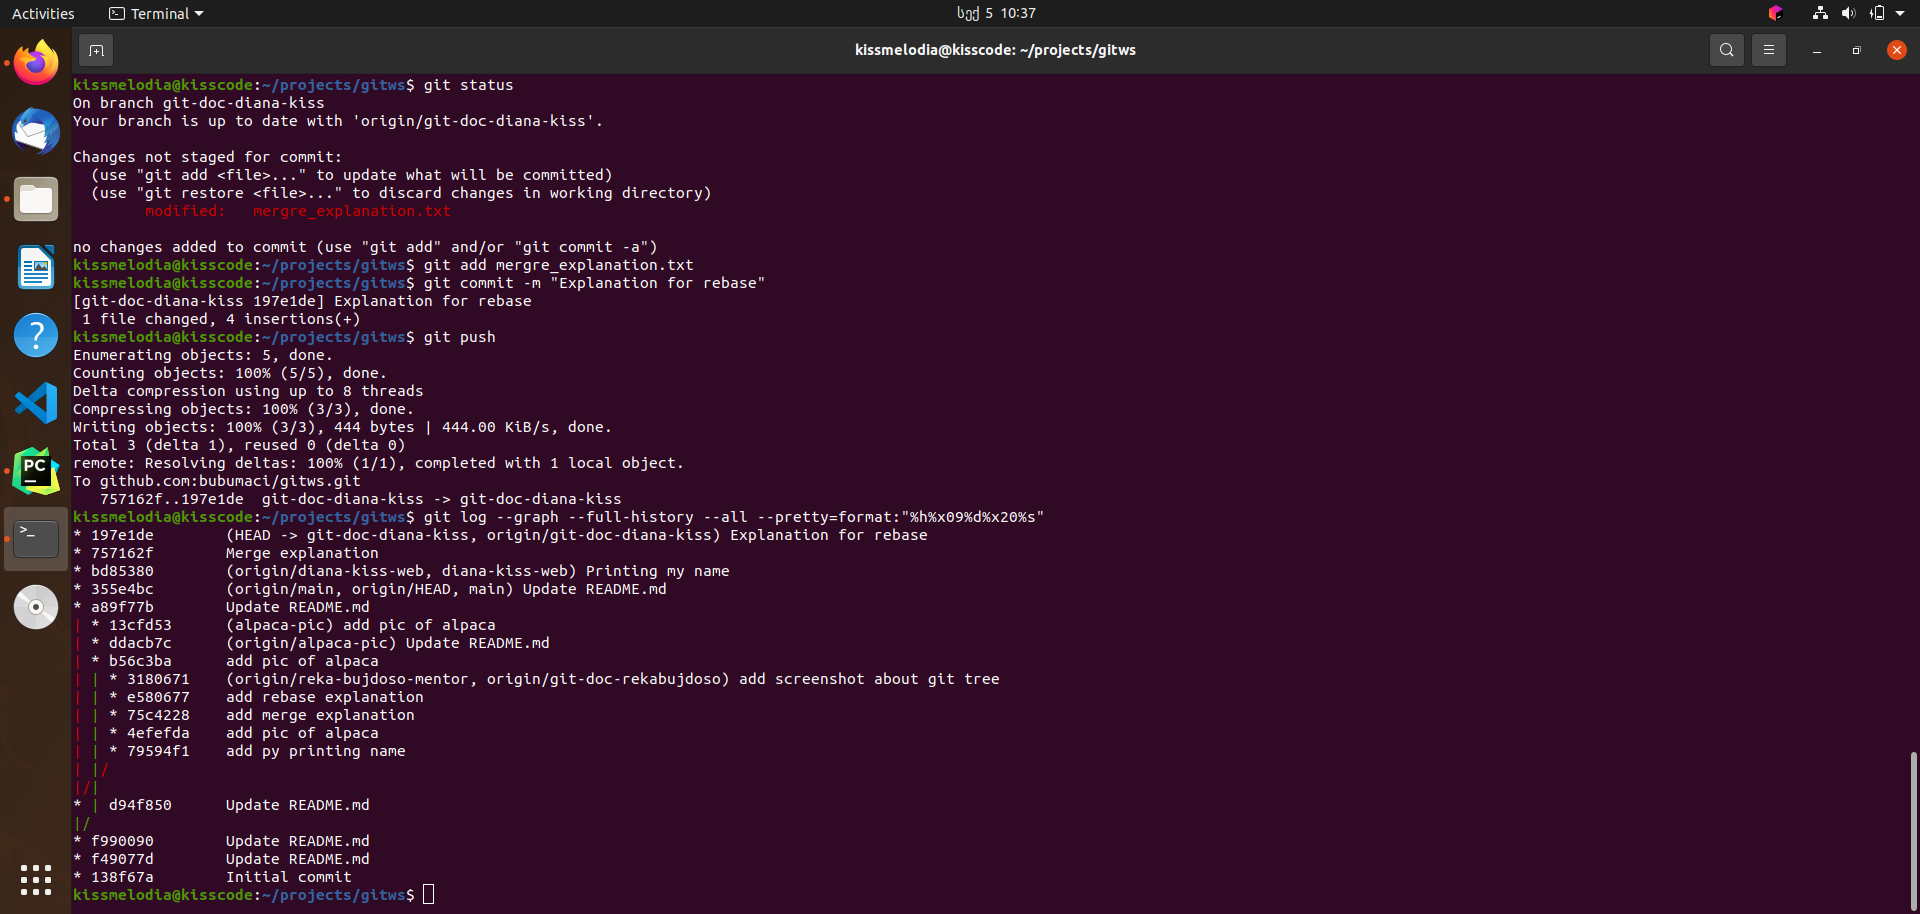 Activities
Terminal
სექ 5 10:37
kissmelodia@kisscode: ~/projects/gitws
kissmelodia@kisscode:~/projects/gitws$ git status
On branch git-doc-diana-kiss
Your branch is up to date with 'origin/git-doc-diana-kiss'.
Changes not staged for commit:
  (use "git add <file>..." to update what will be committed)
  (use "git restore <file>..." to discard changes in working directory)
        modified:   mergre_explanation.txt
no changes added to commit (use "git add" and/or "git commit -a")
kissmelodia@kisscode:~/projects/gitws$ git add mergre_explanation.txt
kissmelodia@kisscode:~/projects/gitws$ git commit -m "Explanation for rebase"
[git-doc-diana-kiss 197e1de] Explanation for rebase
 1 file changed, 4 insertions(+)
kissmelodia@kisscode:~/projects/gitws$ git push
Enumerating objects: 5, done.
Counting objects: 100% (5/5), done.
Delta compression using up to 8 threads
Compressing objects: 100% (3/3), done.
Writing objects: 100% (3/3), 444 bytes | 444.00 KiB/s, done.
Total 3 (delta 1), reused 0 (delta 0)
remote: Resolving deltas: 100% (1/1), completed with 1 local object.
To github.com:bubumaci/gitws.git
   757162f..197e1de  git-doc-diana-kiss -> git-doc-diana-kiss
kissmelodia@kisscode:~/projects/gitws$ git log --graph --full-history --all --pretty=format:"%h%x09%d%x20%s"
* 197e1de        (HEAD -> git-doc-diana-kiss, origin/git-doc-diana-kiss) Explanation for rebase
* 757162f        Merge explanation
* bd85380        (origin/diana-kiss-web, diana-kiss-web) Printing my name
* 355e4bc        (origin/main, origin/HEAD, main) Update README.md
* a89f77b        Update README.md
| * 13cfd53      (alpaca-pic) add pic of alpaca
| * ddacb7c      (origin/alpaca-pic) Update README.md
| * b56c3ba      add pic of alpaca
| | * 3180671    (origin/reka-bujdoso-mentor, origin/git-doc-rekabujdoso) add screenshot about git tree
| | * e580677    add rebase explanation
| | * 75c4228    add merge explanation
| | * 4efefda    add pic of alpaca
| | * 79594f1    add py printing name
| |/
|/|
* | d94f850      Update README.md
|/
* f990090        Update README.md
* f49077d        Update README.md
* 138f67a        Initial commit
kissmelodia@kisscode:~/projects/gitws$
PC